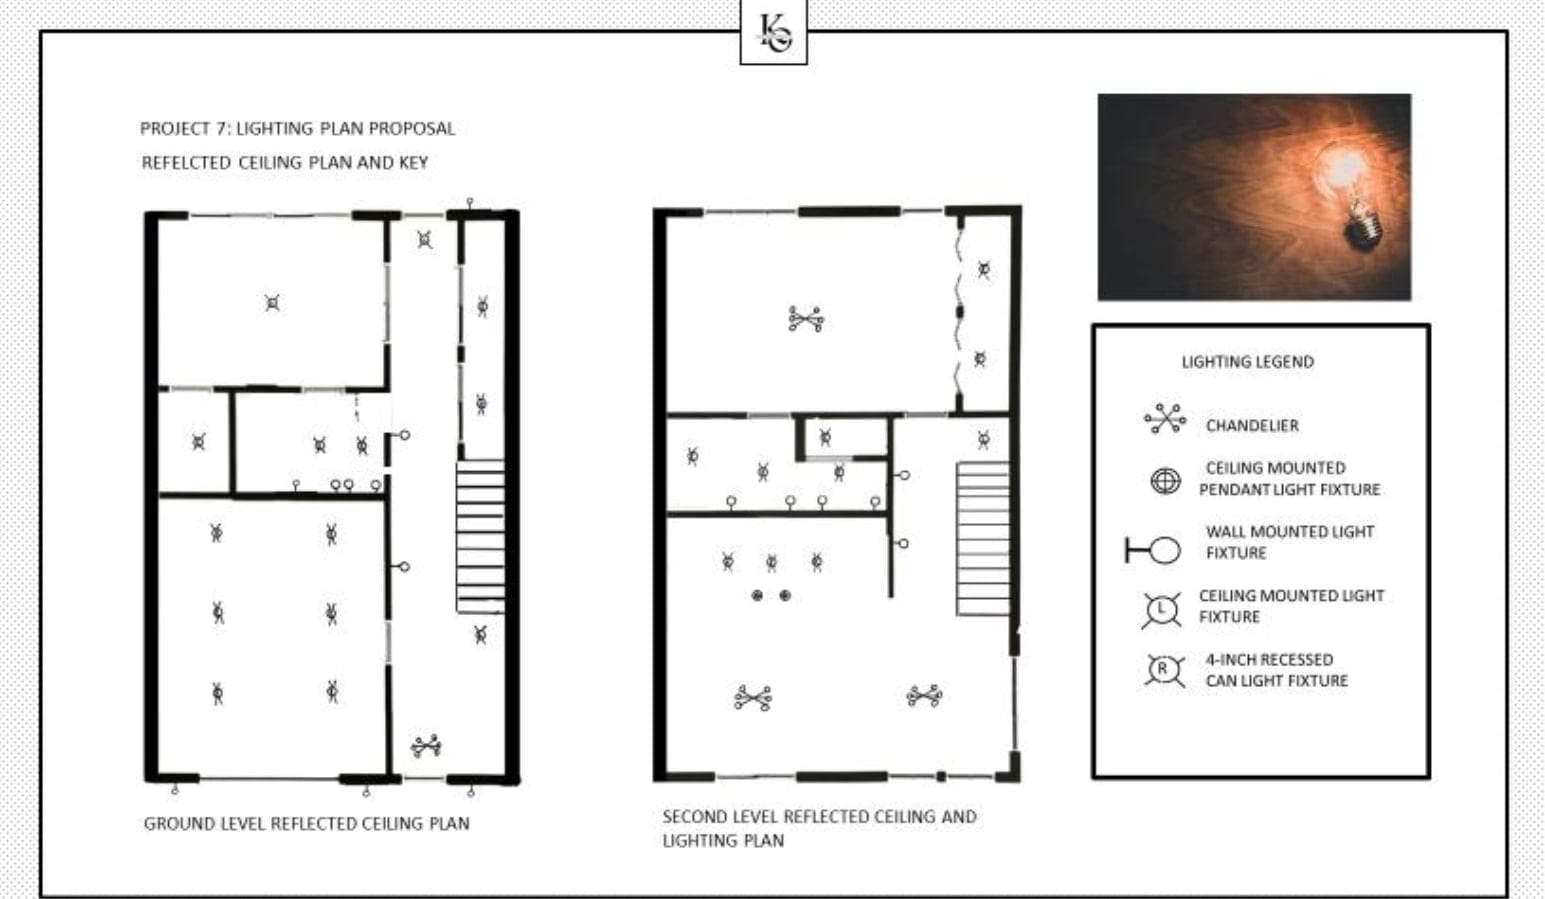 KG
PROJECT 7: LIGHTING PLAN PROPOSAL
REFELCTED CEILING PLAN AND KEY
GROUND LEVEL REFLECTED CEILING PLAN
SECOND LEVEL REFLECTED CEILING AND
LIGHTING PLAN
LIGHTING LEGEND
CHANDELIER
CEILING MOUNTED
PENDANT LIGHT FIXTURE
WALL MOUNTED LIGHT
FIXTURE
L
CEILING MOUNTED LIGHT
FIXTURE
R
4-INCH RECESSED
CAN LIGHT FIXTURE